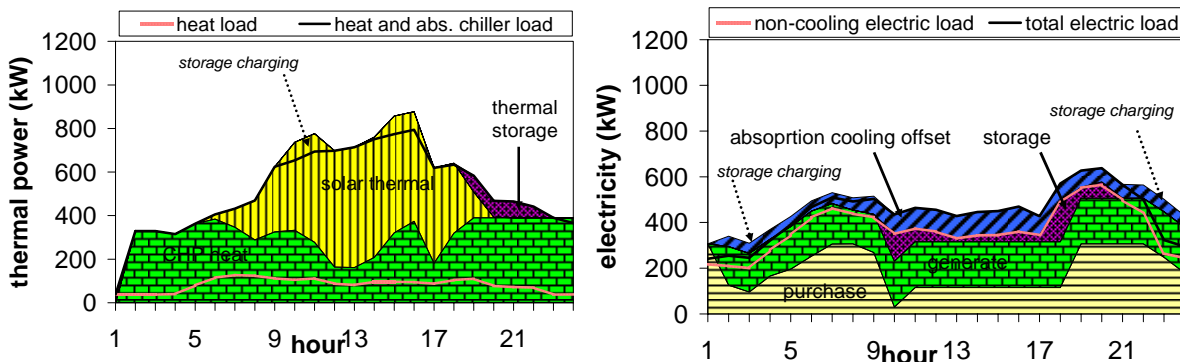 heat load heat and abs. chiller load
thermal power (kW)
1200
1000
800
600
400
200
0
storage charging
thermal
storage
solar thermal
CHP heat
1 5 9 13 17 21
hour
non-cooling electric load total electric load
electricity (kW)
1200
1000
800
600
400
200
0
storage charging
absoprtion cooling offset
storage
storage charging
generate
purchase
1 5 9 13 17 21
hour